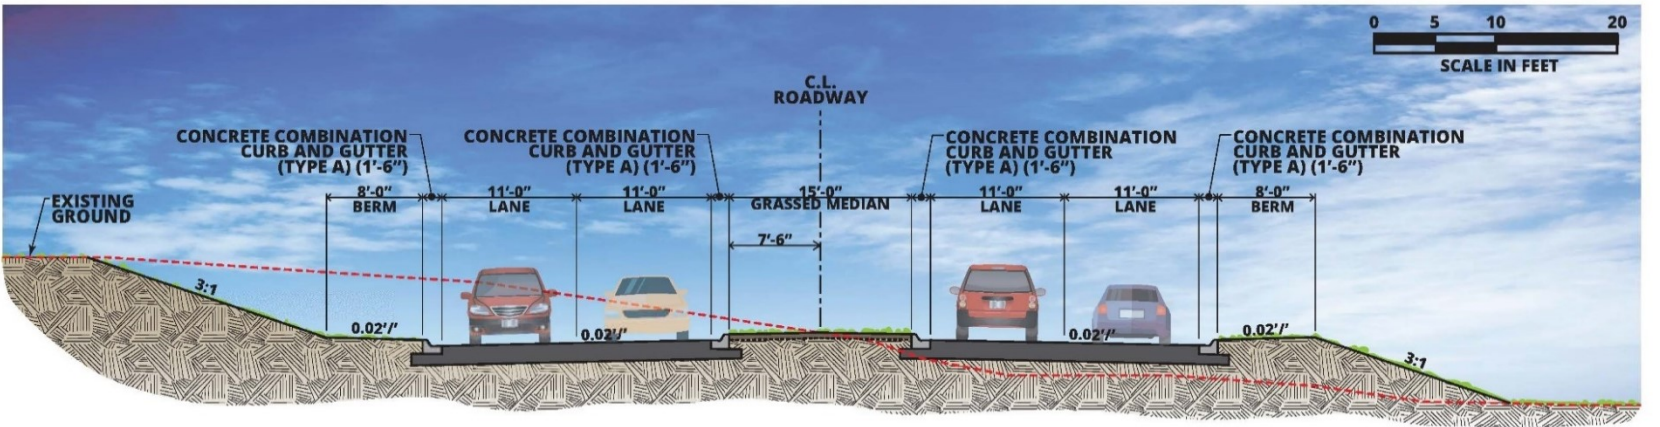 0 5 10 20
SCALE IN FEET
C.L.
ROADWAY
CONCRETE COMBINATION
CURB AND GUTTER
(TYPE A) (1'-6")
CONCRETE COMBINATION
CURB AND GUTTER
(TYPE A) (1'-6")
CONCRETE COMBINATION
CURB AND GUTTER
(TYPE A) (1'-6")
CONCRETE COMBINATION
CURB AND GUTTER
(TYPE A) (1'-6")
EXISTING
GROUND
8'-0"
BERM
11'-0"
LANE
11'-0"
LANE
15'-0"
GRASSED MEDIAN
11'-0"
LANE
11'-0"
LANE
8'-0"
BERM
7'-6"
3:1
0.02'/'
0.02'/'
0.02'/'
0.02'/'
3:1